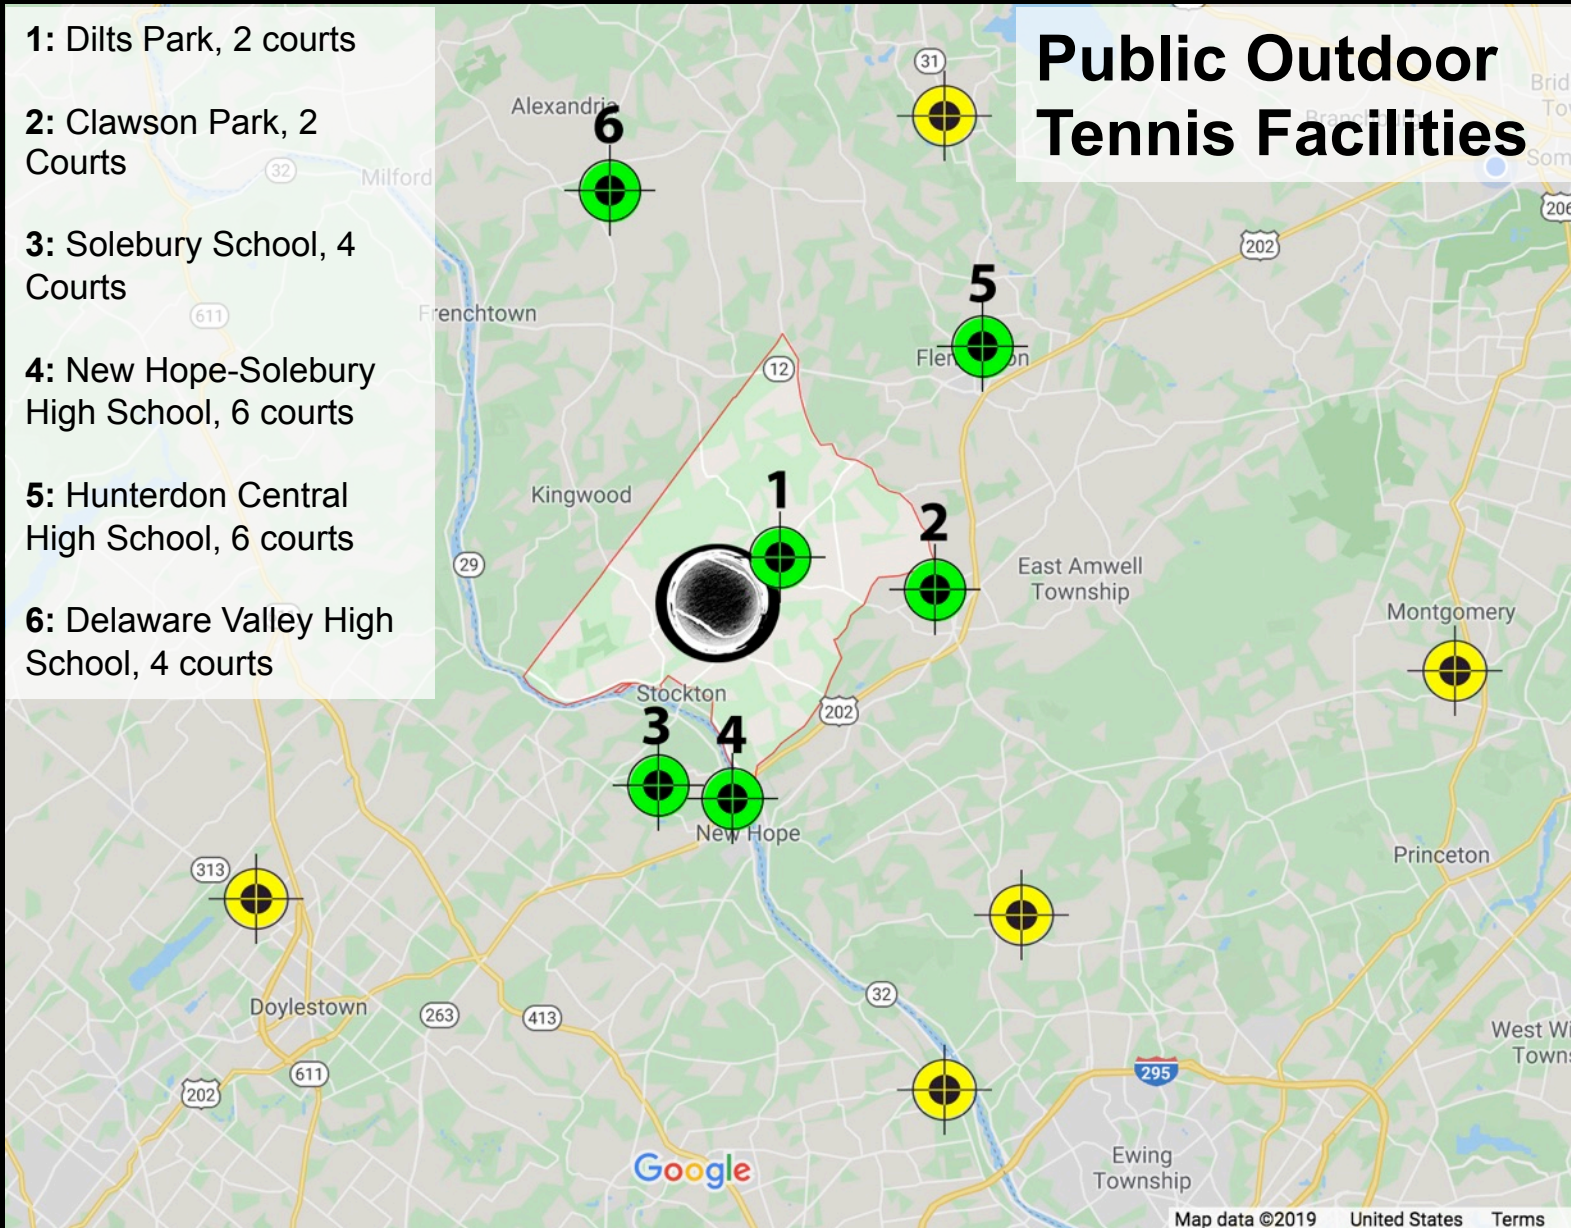 1: Dilts Park, 2 courts
2: Clawson Park, 2
Courts
3: Solebury School, 4
Courts
4: New Hope-Solebury
High School, 6 courts
5: Hunterdon Central
High School, 6 courts
6: Delaware Valley High
School, 4 courts
Public Outdoor
Tennis Facilities
31
Alexandria
6
32
Milford
206
202
5
611
Frenchtown
Flem on
12
1
Kingwood
2
29
East Amwell
Township
Montgomery
Stockton
202
3
4
New Hope
313
Princeton
32
Doylestown
263
413
West Wi
Towns
611
202
295
Ewing
Township
Google
Map data ©2019 United States Terms